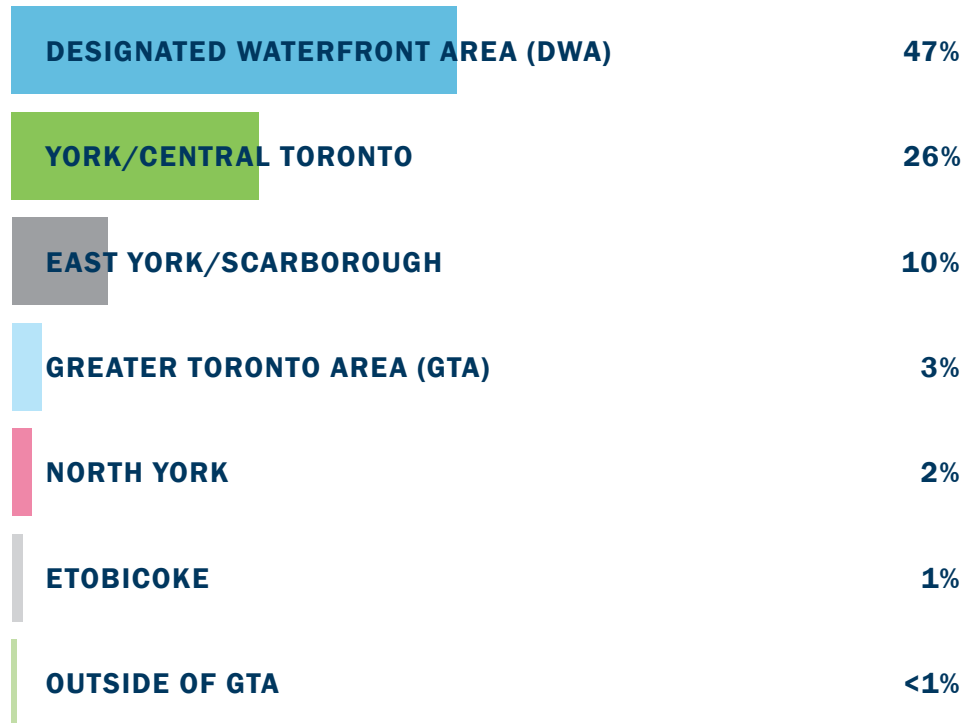 DESIGNATED WATERFRONT AREA (DWA) 47%
YORK/CENTRAL TORONTO 26%
EAST YORK/SCARBOROUGH 10%
GREATER TORONTO AREA (GTA) 3%
NORTH YORK 2%
ETOBICOKE 1%
OUTSIDE OF GTA <1%